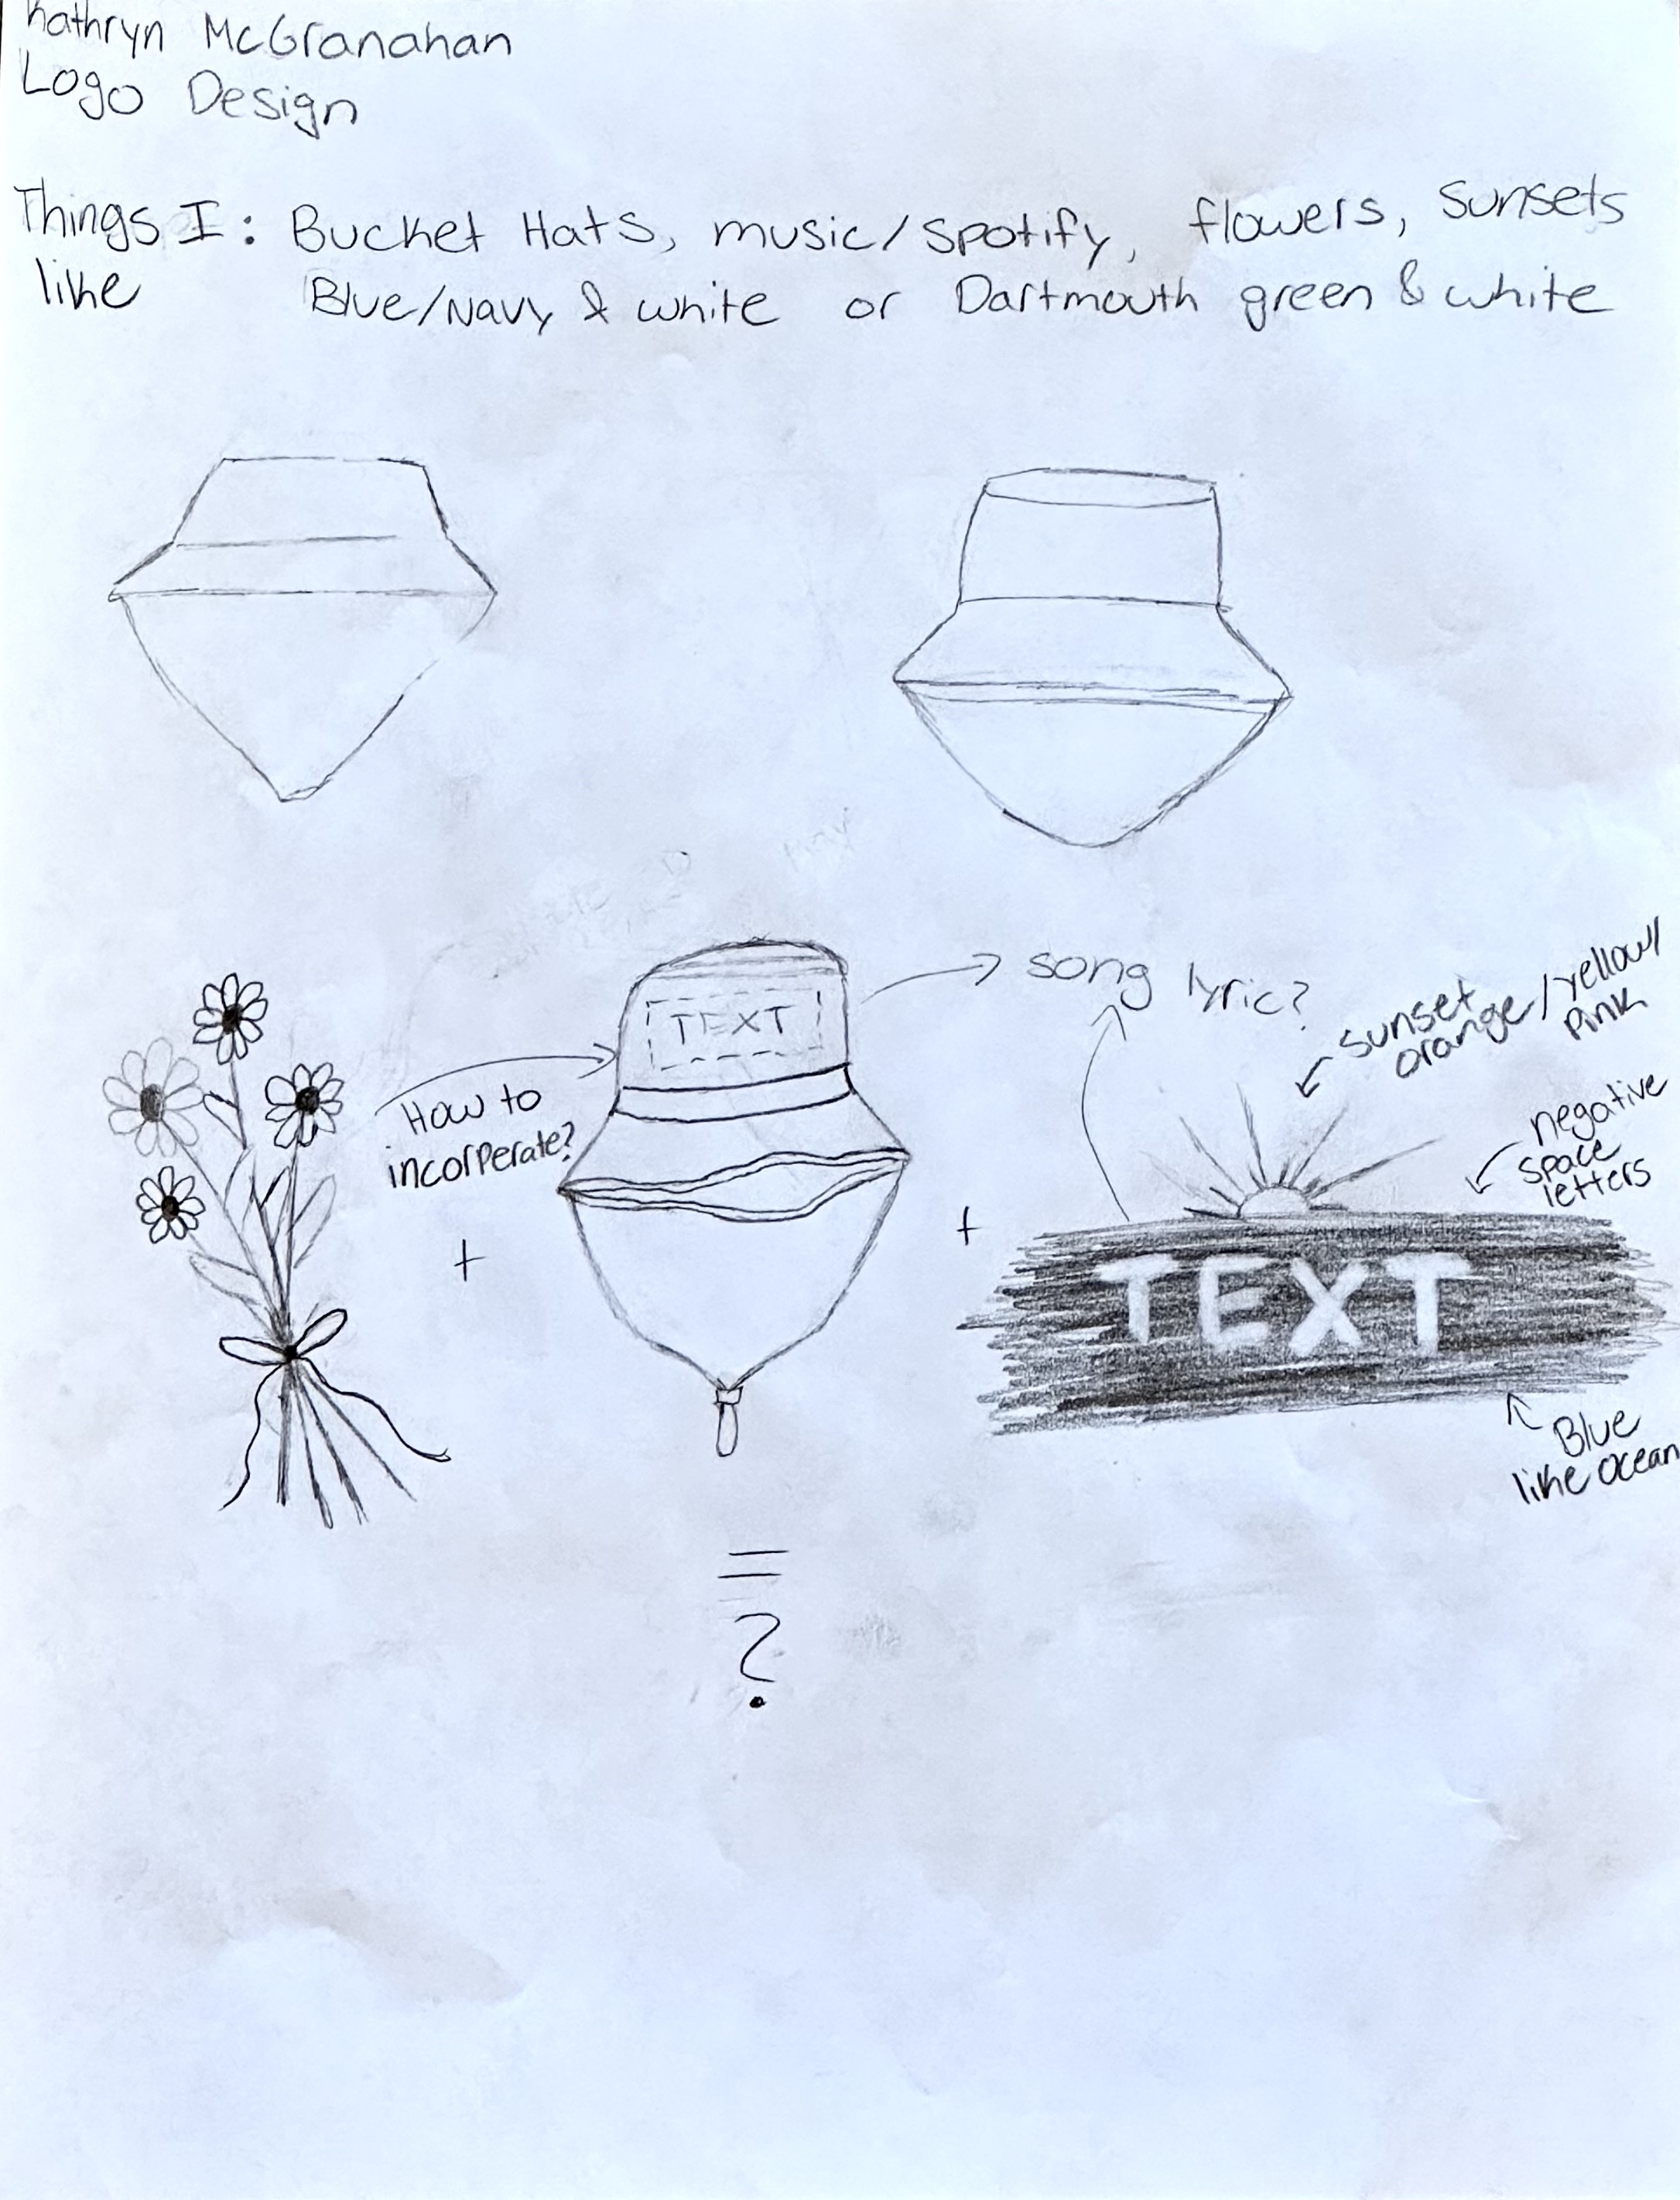 Kathryn McGranahan
Logo Design
Things I like : Bucket Hats, music/spotify, flowers, sunsets
Blue/Navy & white or Dartmouth green & white
TEXT
song lyric?
How to
incorperate?
sunset
orange/yellow/
pink
negative
space
letters
+
+
TEXT
Blue
like ocean
=
?